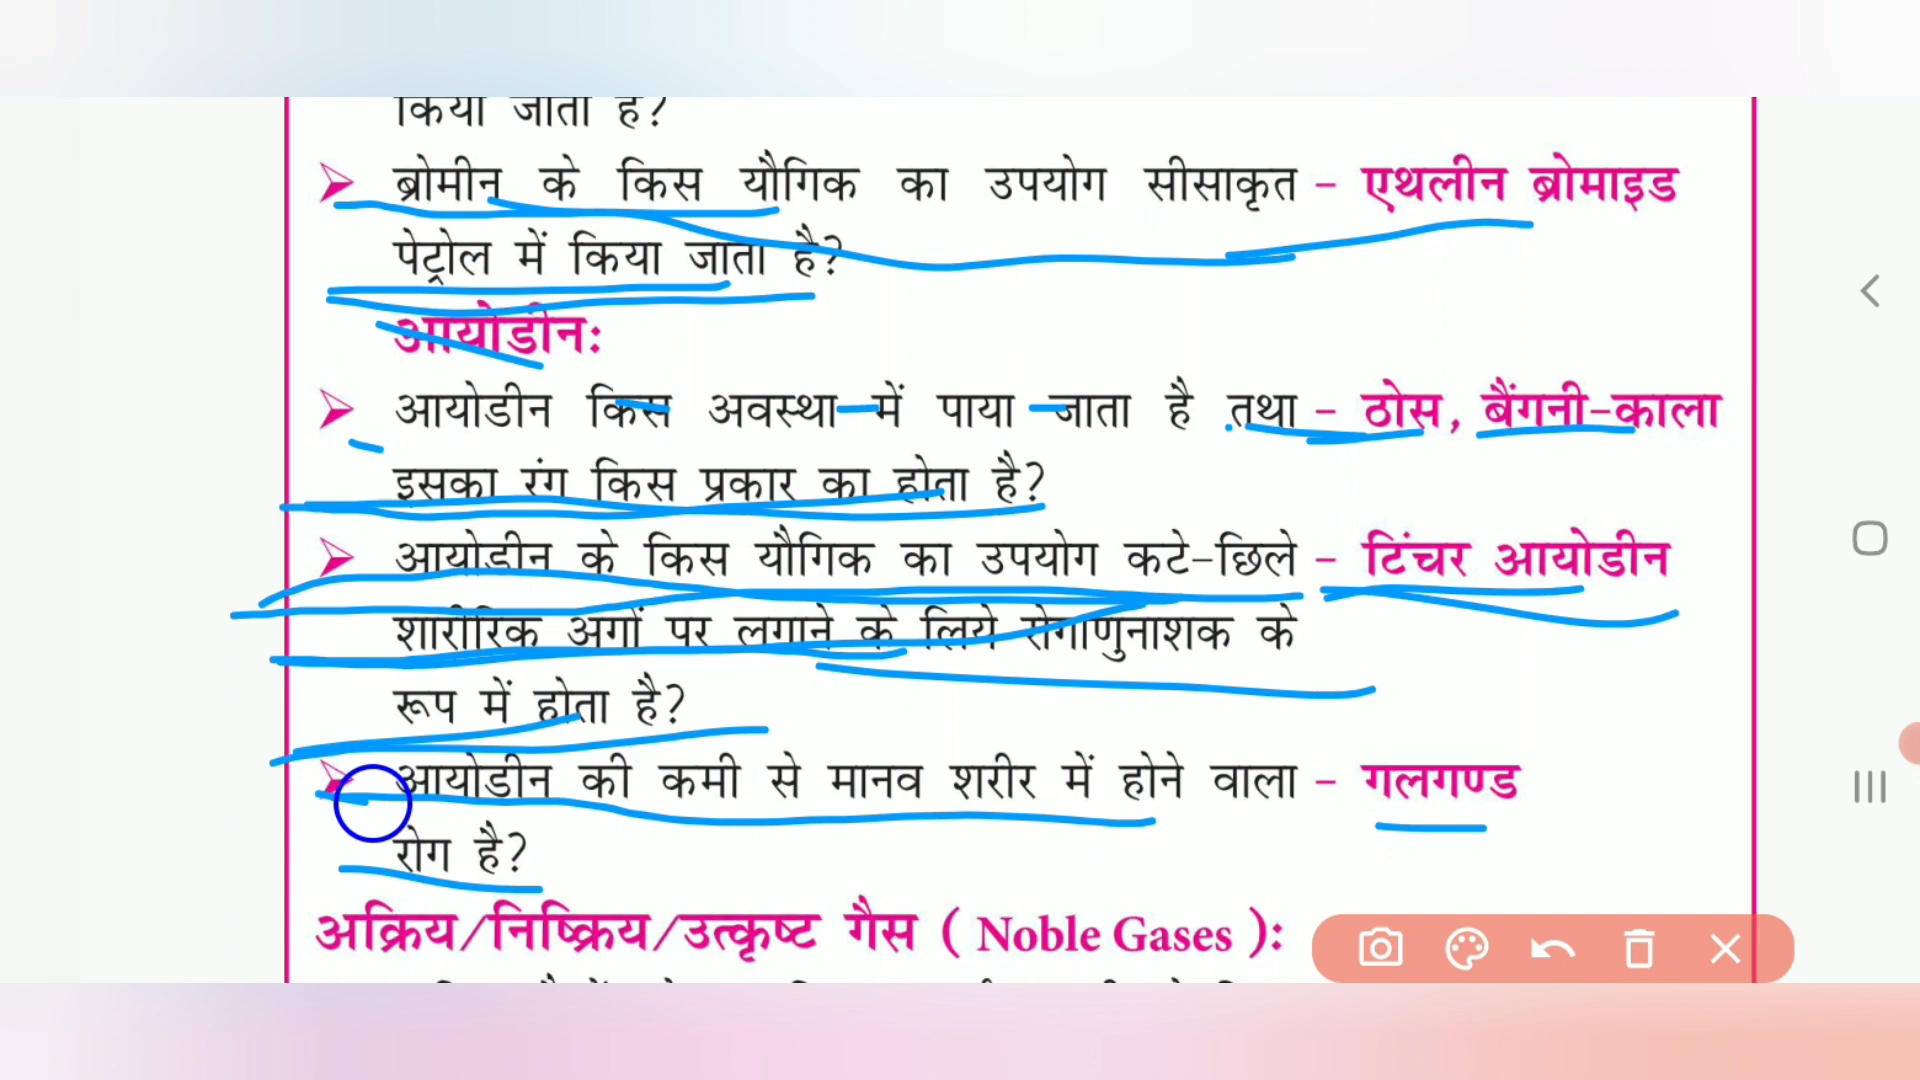 किया जाता है?
ब्रोमीन के किस यौगिक का उपयोग सीसाकृत – एथलीन ब्रोमाइड
पेट्रोल में किया जाता है?
आयोडीनः
आयोडीन किस अवस्था में पाया जाता है तथा – ठोस, बैंगनी-काला
इसका रंग किस प्रकार का होता है?
आयोडीन के किस यौगिक का उपयोग कटे-छिले – टिंचर आयोडीन
शारीरिक अगों पर लगाने के लिये रोगाणुनाशक के
रूप में होता है?
आयोडीन की कमी से मानव शरीर में होने वाला – गलगण्ड
रोग है?
अक्रिय/निष्क्रिय/उत्कृष्ट गैस ( Noble Gases ):